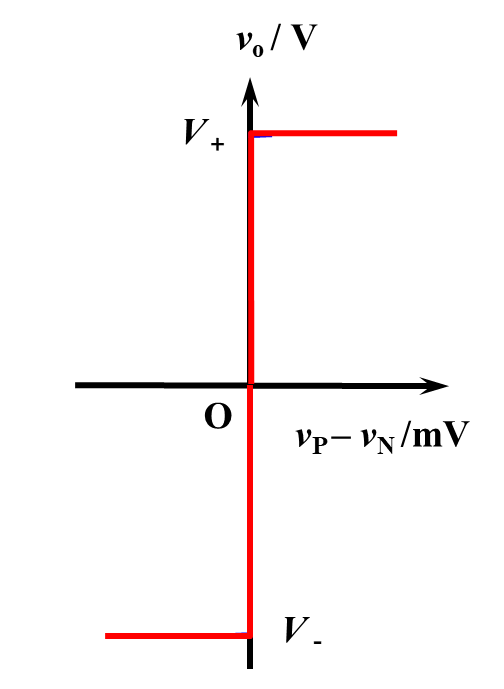 vo / V
V+
O
vP – vN /mV
V-